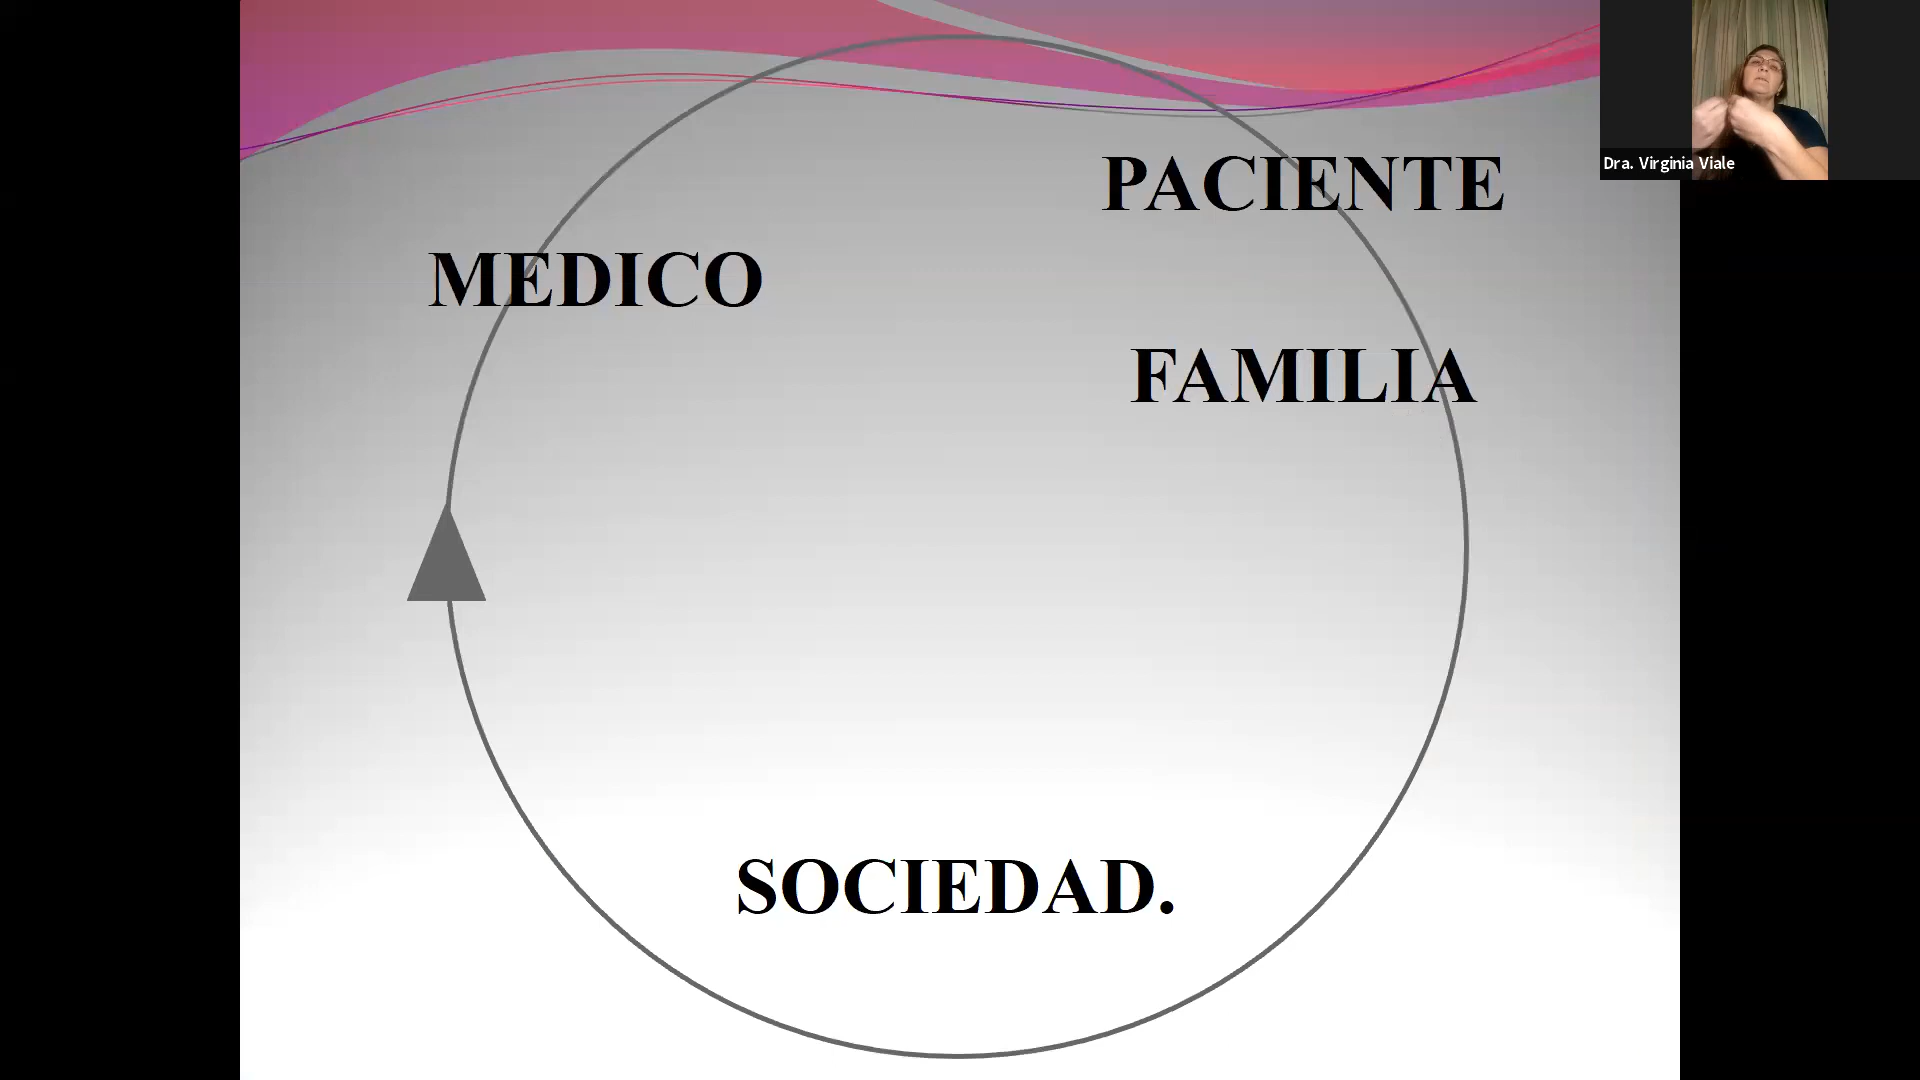 PACIENTE
MEDICO
FAMILIA
SOCIEDAD.
Dra. Virginia Viale